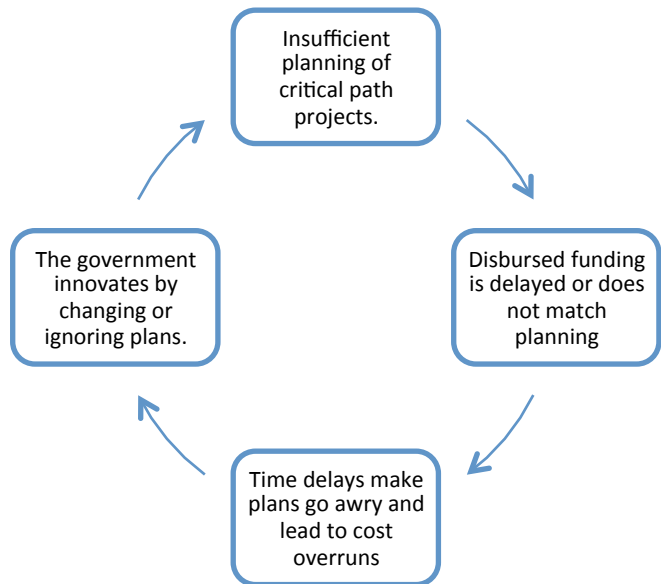 Insufficient
planning of
critical path
projects.
Disbursed funding
is delayed or does
not match
planning
Time delays make
plans go awry and
lead to cost
overruns
The government
innovates by
changing or
ignoring plans.